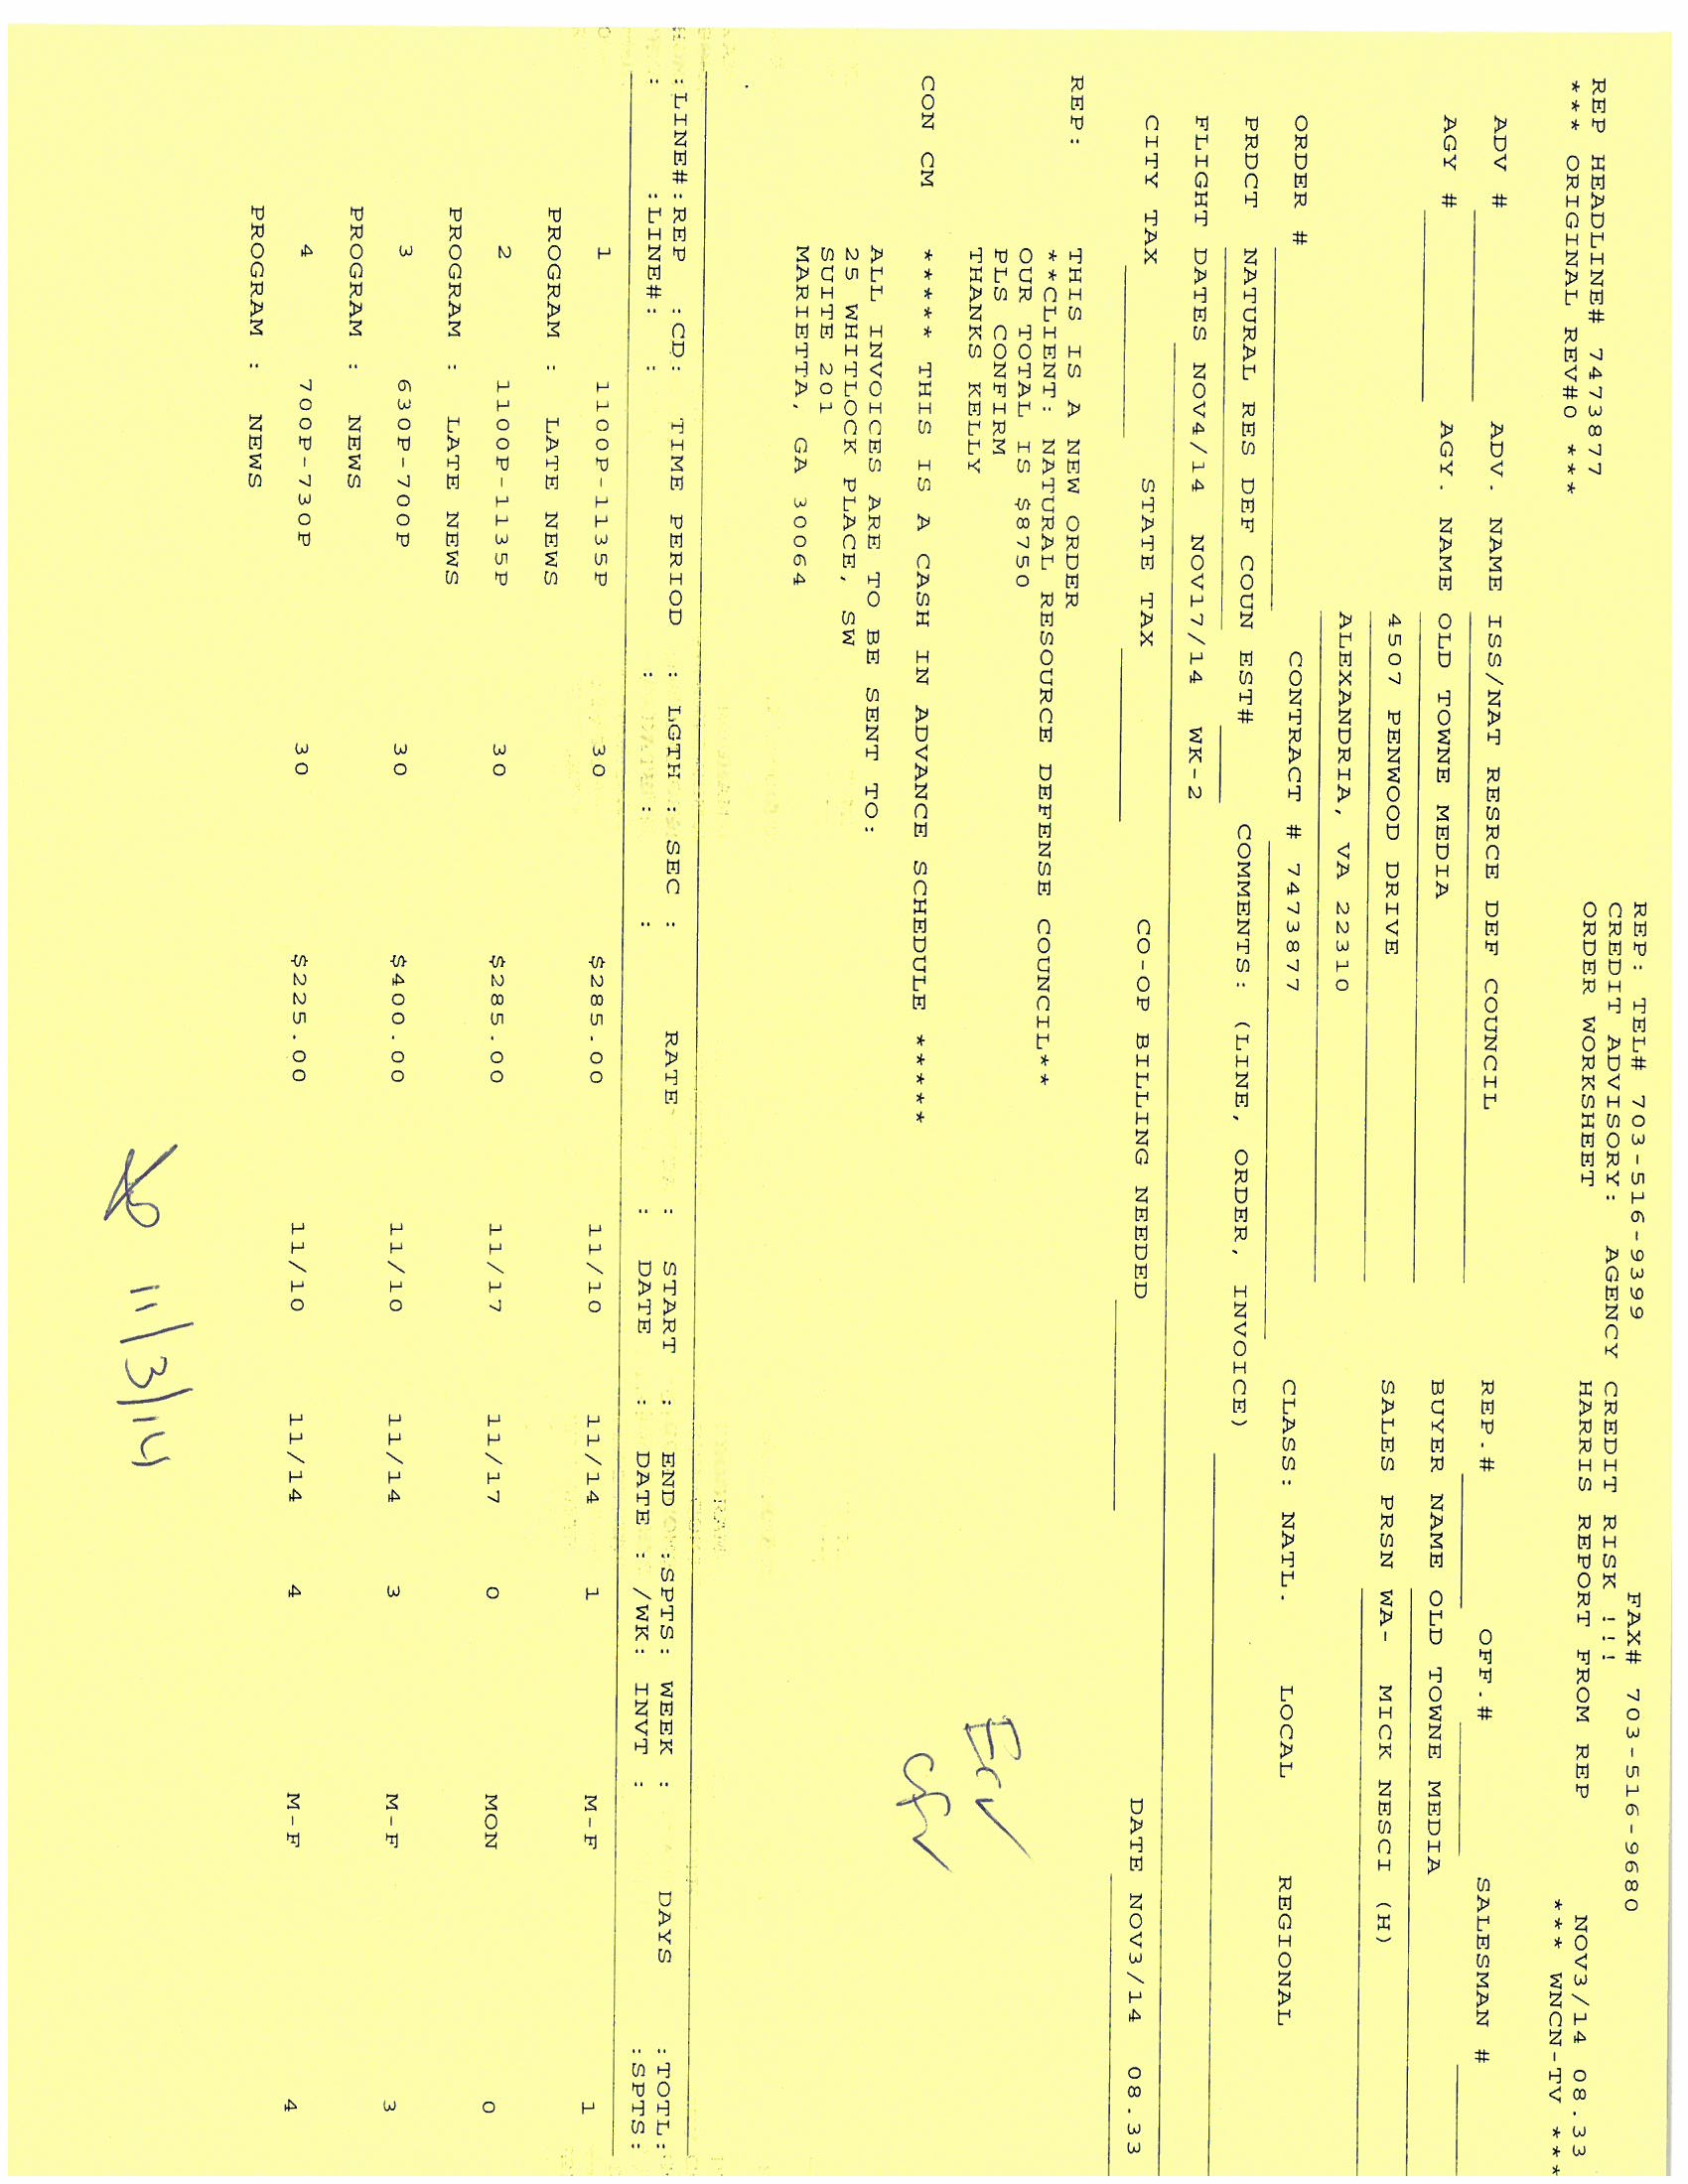 REP: TEL# 703-516-9399 FAX# 703-516-9680
CREDIT ADVISORY: AGENCY CREDIT RISK !!!
REP HEADLINE# 7473877 ORDER WORKSHEET HARRIS REPORT FROM REP NOV3/14 08.33
*** ORIGINAL REV#0 *** *** WNCN-TV ***
ADV # ADV. NAME ISS/NAT RESRCE DEF COUNCIL REP.# OFF.# SALESMAN #
AGY # AGY. NAME OLD TOWNE MEDIA BUYER NAME OLD TOWNE MEDIA
4507 PENWOOD DRIVE SALES PRSN WA- MICK NESCI (H)
ALEXANDRIA, VA 22310
ORDER # CONTRACT # 7473877 CLASS: NATL. LOCAL REGIONAL
PRDCT NATURAL RES DEF COUN EST# COMMENTS: (LINE, ORDER, INVOICE)
FLIGHT DATES NOV4/14 NOV17/14 WK-2
CITY TAX STATE TAX CO-OP BILLING NEEDED DATE NOV3/14 08.33
REP: THIS IS A NEW ORDER
**CLIENT: NATURAL RESOURCE DEFENSE COUNCIL**
OUR TOTAL IS $8750
PLS CONFIRM
THANKS KELLY
CON CM ***** THIS IS A CASH IN ADVANCE SCHEDULE *****
ALL INVOICES ARE TO BE SENT TO:
25 WHITLOCK PLACE, SW
SUITE 201
MARIETTA, GA 30064
:LINE#:REP :CD: TIME PERIOD : LGTH : SEC : RATE : START : END :SPTS: WEEK : DAYS :TOTL:
: :LINE#: : : : : : DATE : DATE : /WK: INVT : :SPTS:
1 1100P-1135P 30 $285.00 11/10 11/14 1 M-F 1
PROGRAM : LATE NEWS
2 1100P-1135P 30 $285.00 11/17 11/17 0 MON 0
PROGRAM : LATE NEWS
3 630P-700P 30 $400.00 11/10 11/14 3 M-F 3
PROGRAM : NEWS
4 700P-730P 30 $225.00 11/10 11/14 4 M-F 4
PROGRAM : NEWS
11/3/14